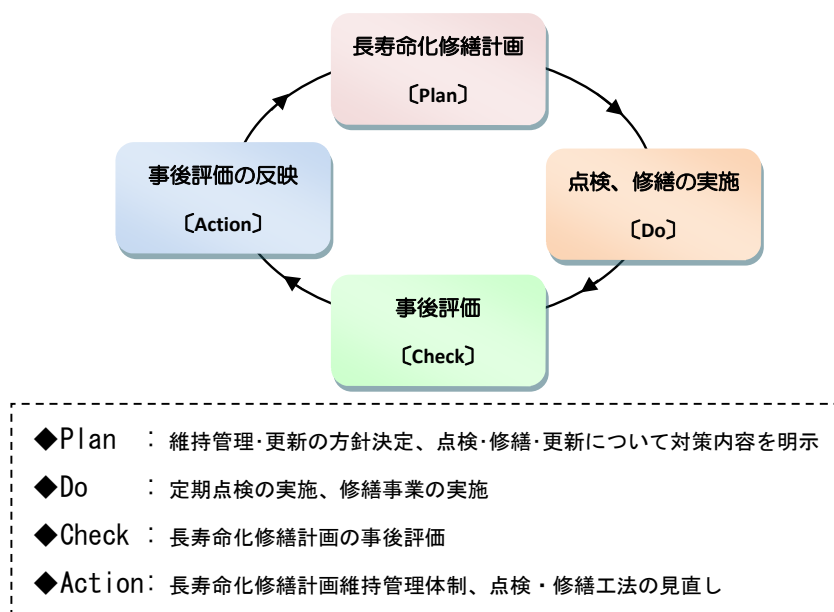 長寿命化修繕計画
〔Plan〕
事後評価の反映
〔Action〕
点検、修繕の実施
〔Do〕
事後評価
〔Check〕
◆Plan : 維持管理･更新の方針決定、点検･修繕･更新について対策内容を明示
◆Do : 定期点検の実施、修繕事業の実施
◆Check : 長寿命化修繕計画の事後評価
◆Action: 長寿命化修繕計画維持管理体制、点検・修繕工法の見直し